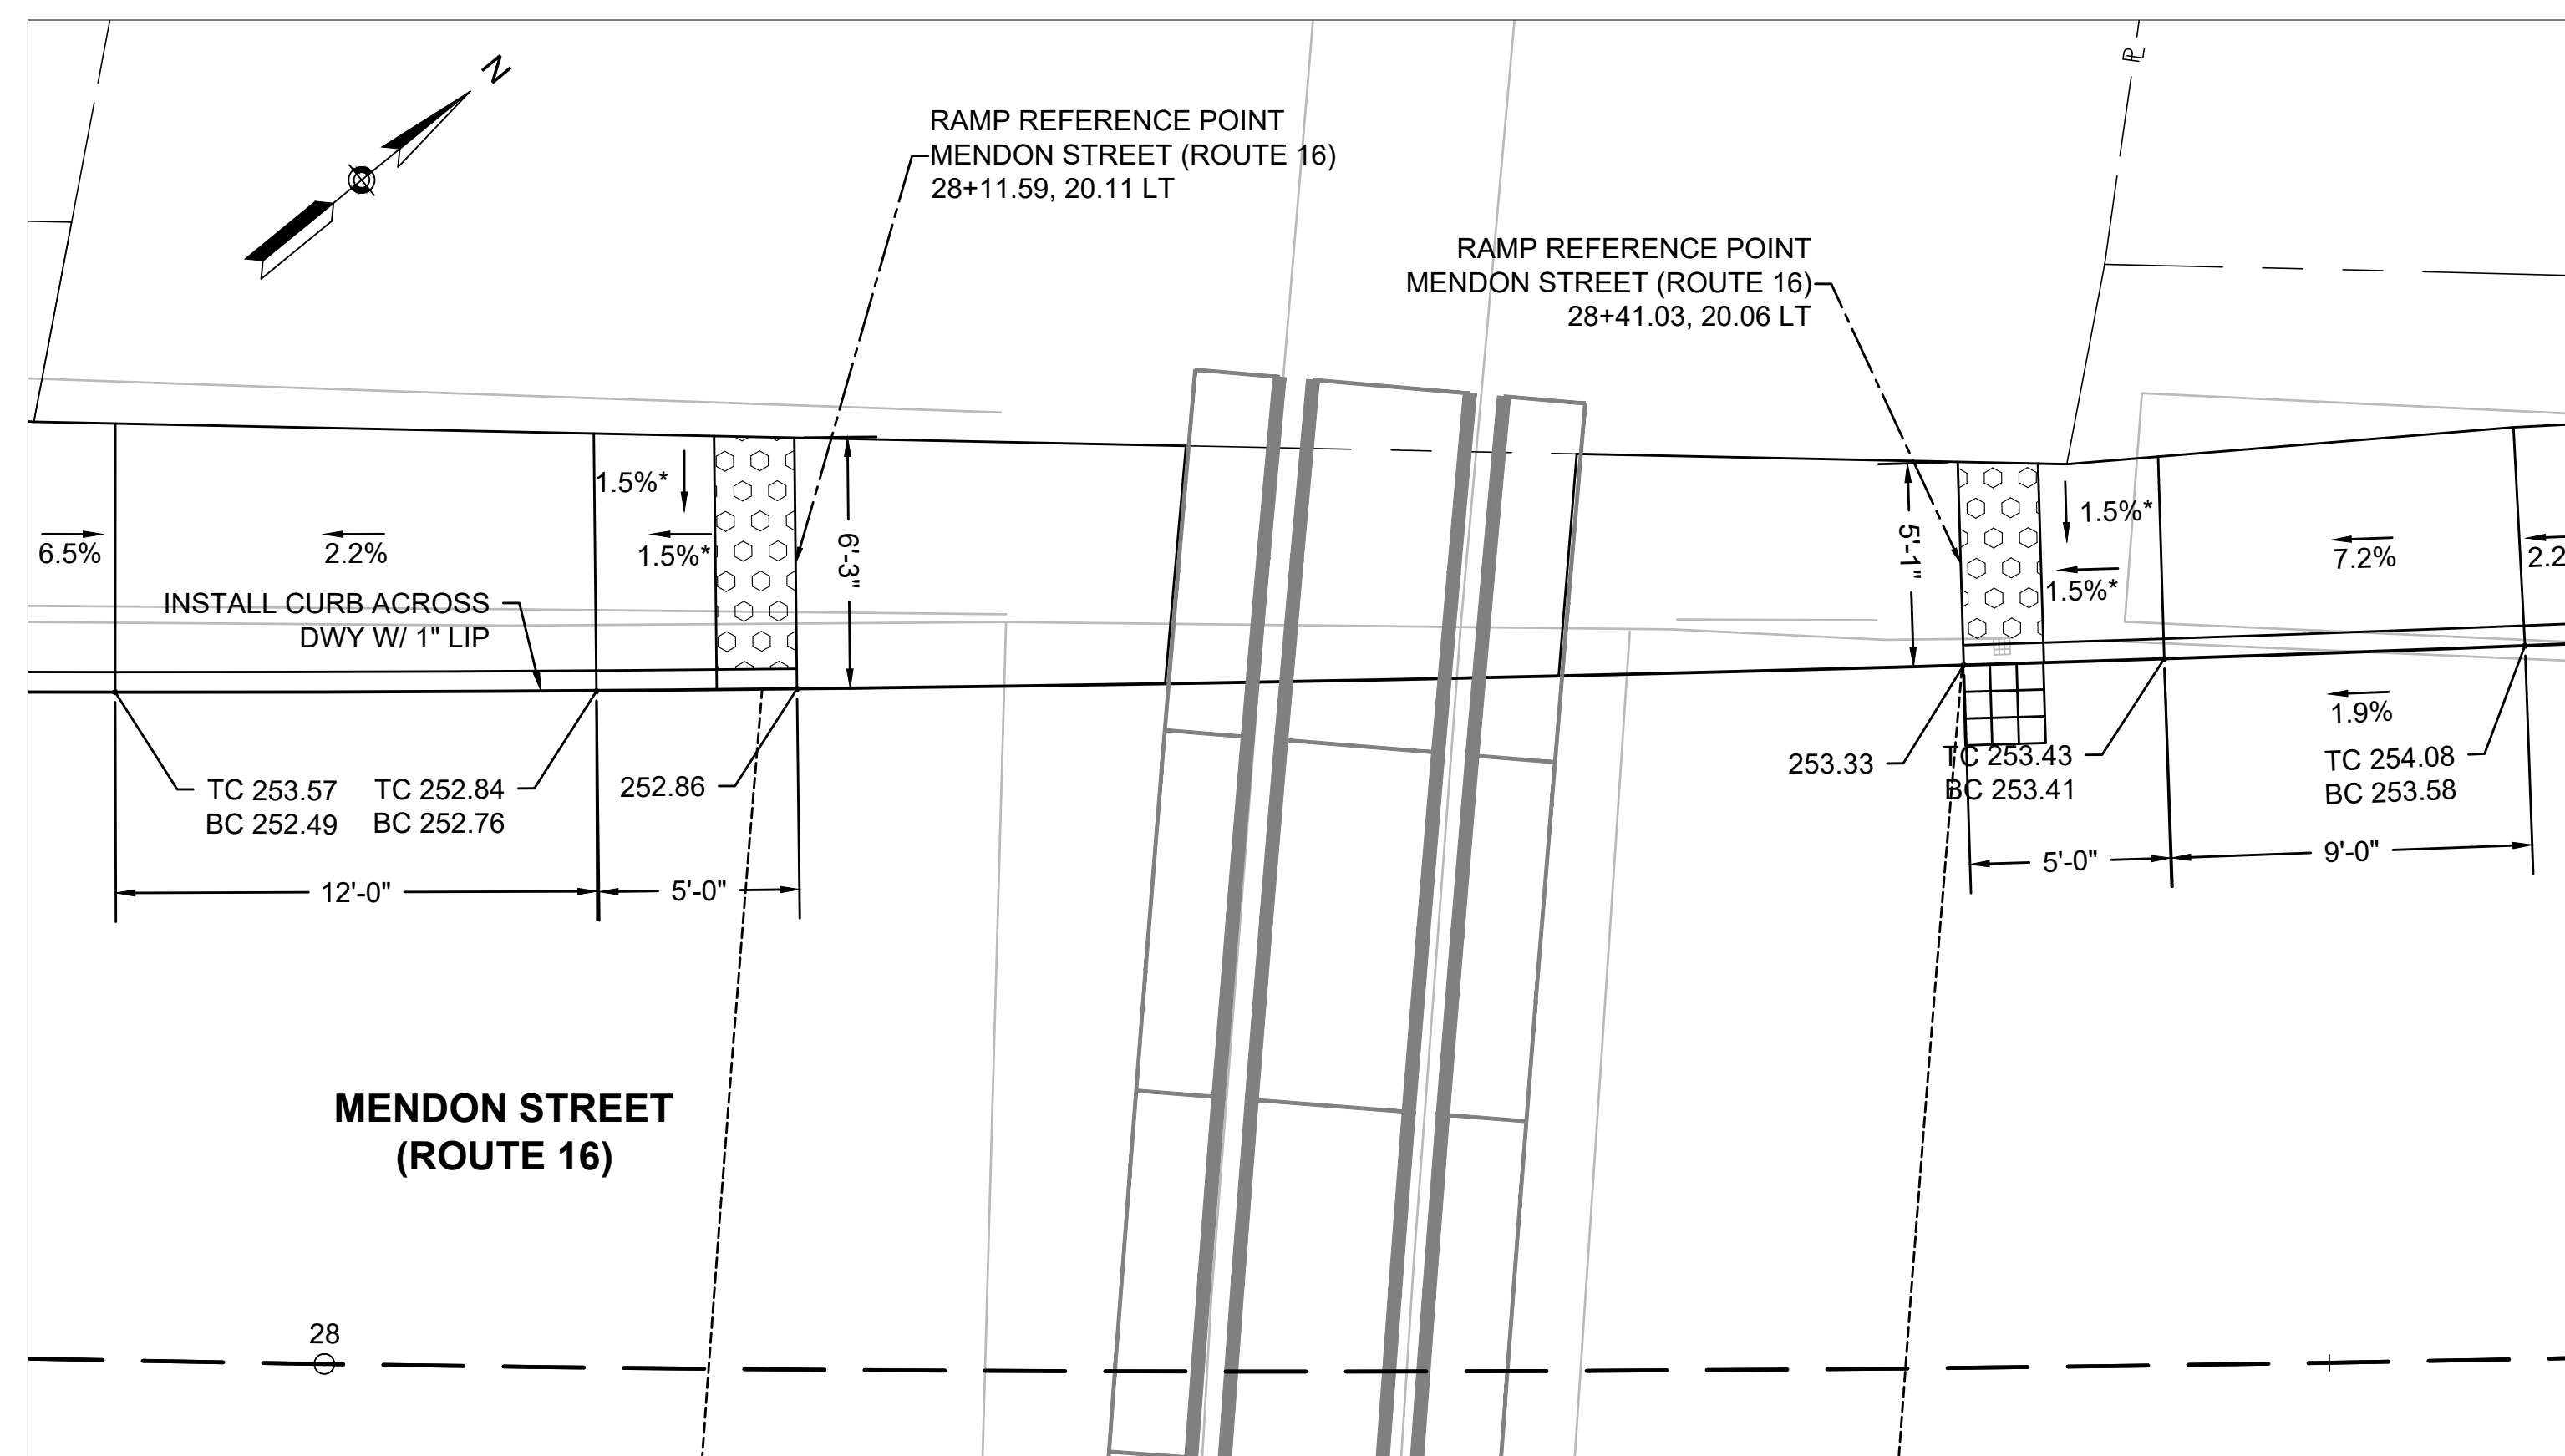 N
PL
RAMP REFERENCE POINT
MENDON STREET (ROUTE 16)
28+11.59, 20.11 LT
RAMP REFERENCE POINT
MENDON STREET (ROUTE 16)
28+41.03, 20.06 LT
1.5%*
6.5%
2.2%
1.5%*
6'-3"
5'-1"
1.5%*
1.5%*
7.2%
2.2
INSTALL CURB ACROSS
DWY W/ 1" LIP
1.9%
TC 253.57
BC 252.49
TC 252.84
BC 252.76
252.86
253.33
TC 253.43
BC 253.41
TC 254.08
BC 253.58
12'-0"
5'-0"
5'-0"
9'-0"
MENDON STREET
(ROUTE 16)
28